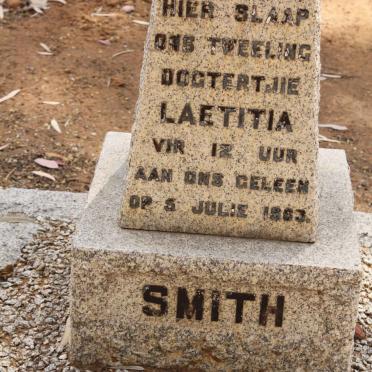 HIER SLAAP
ONS TWEELING
DOGTERTJIE
LAETITIA
VIR 12 UUR
AAN ONS GELEEN
OP 5 JULIE 1963.
SMITH